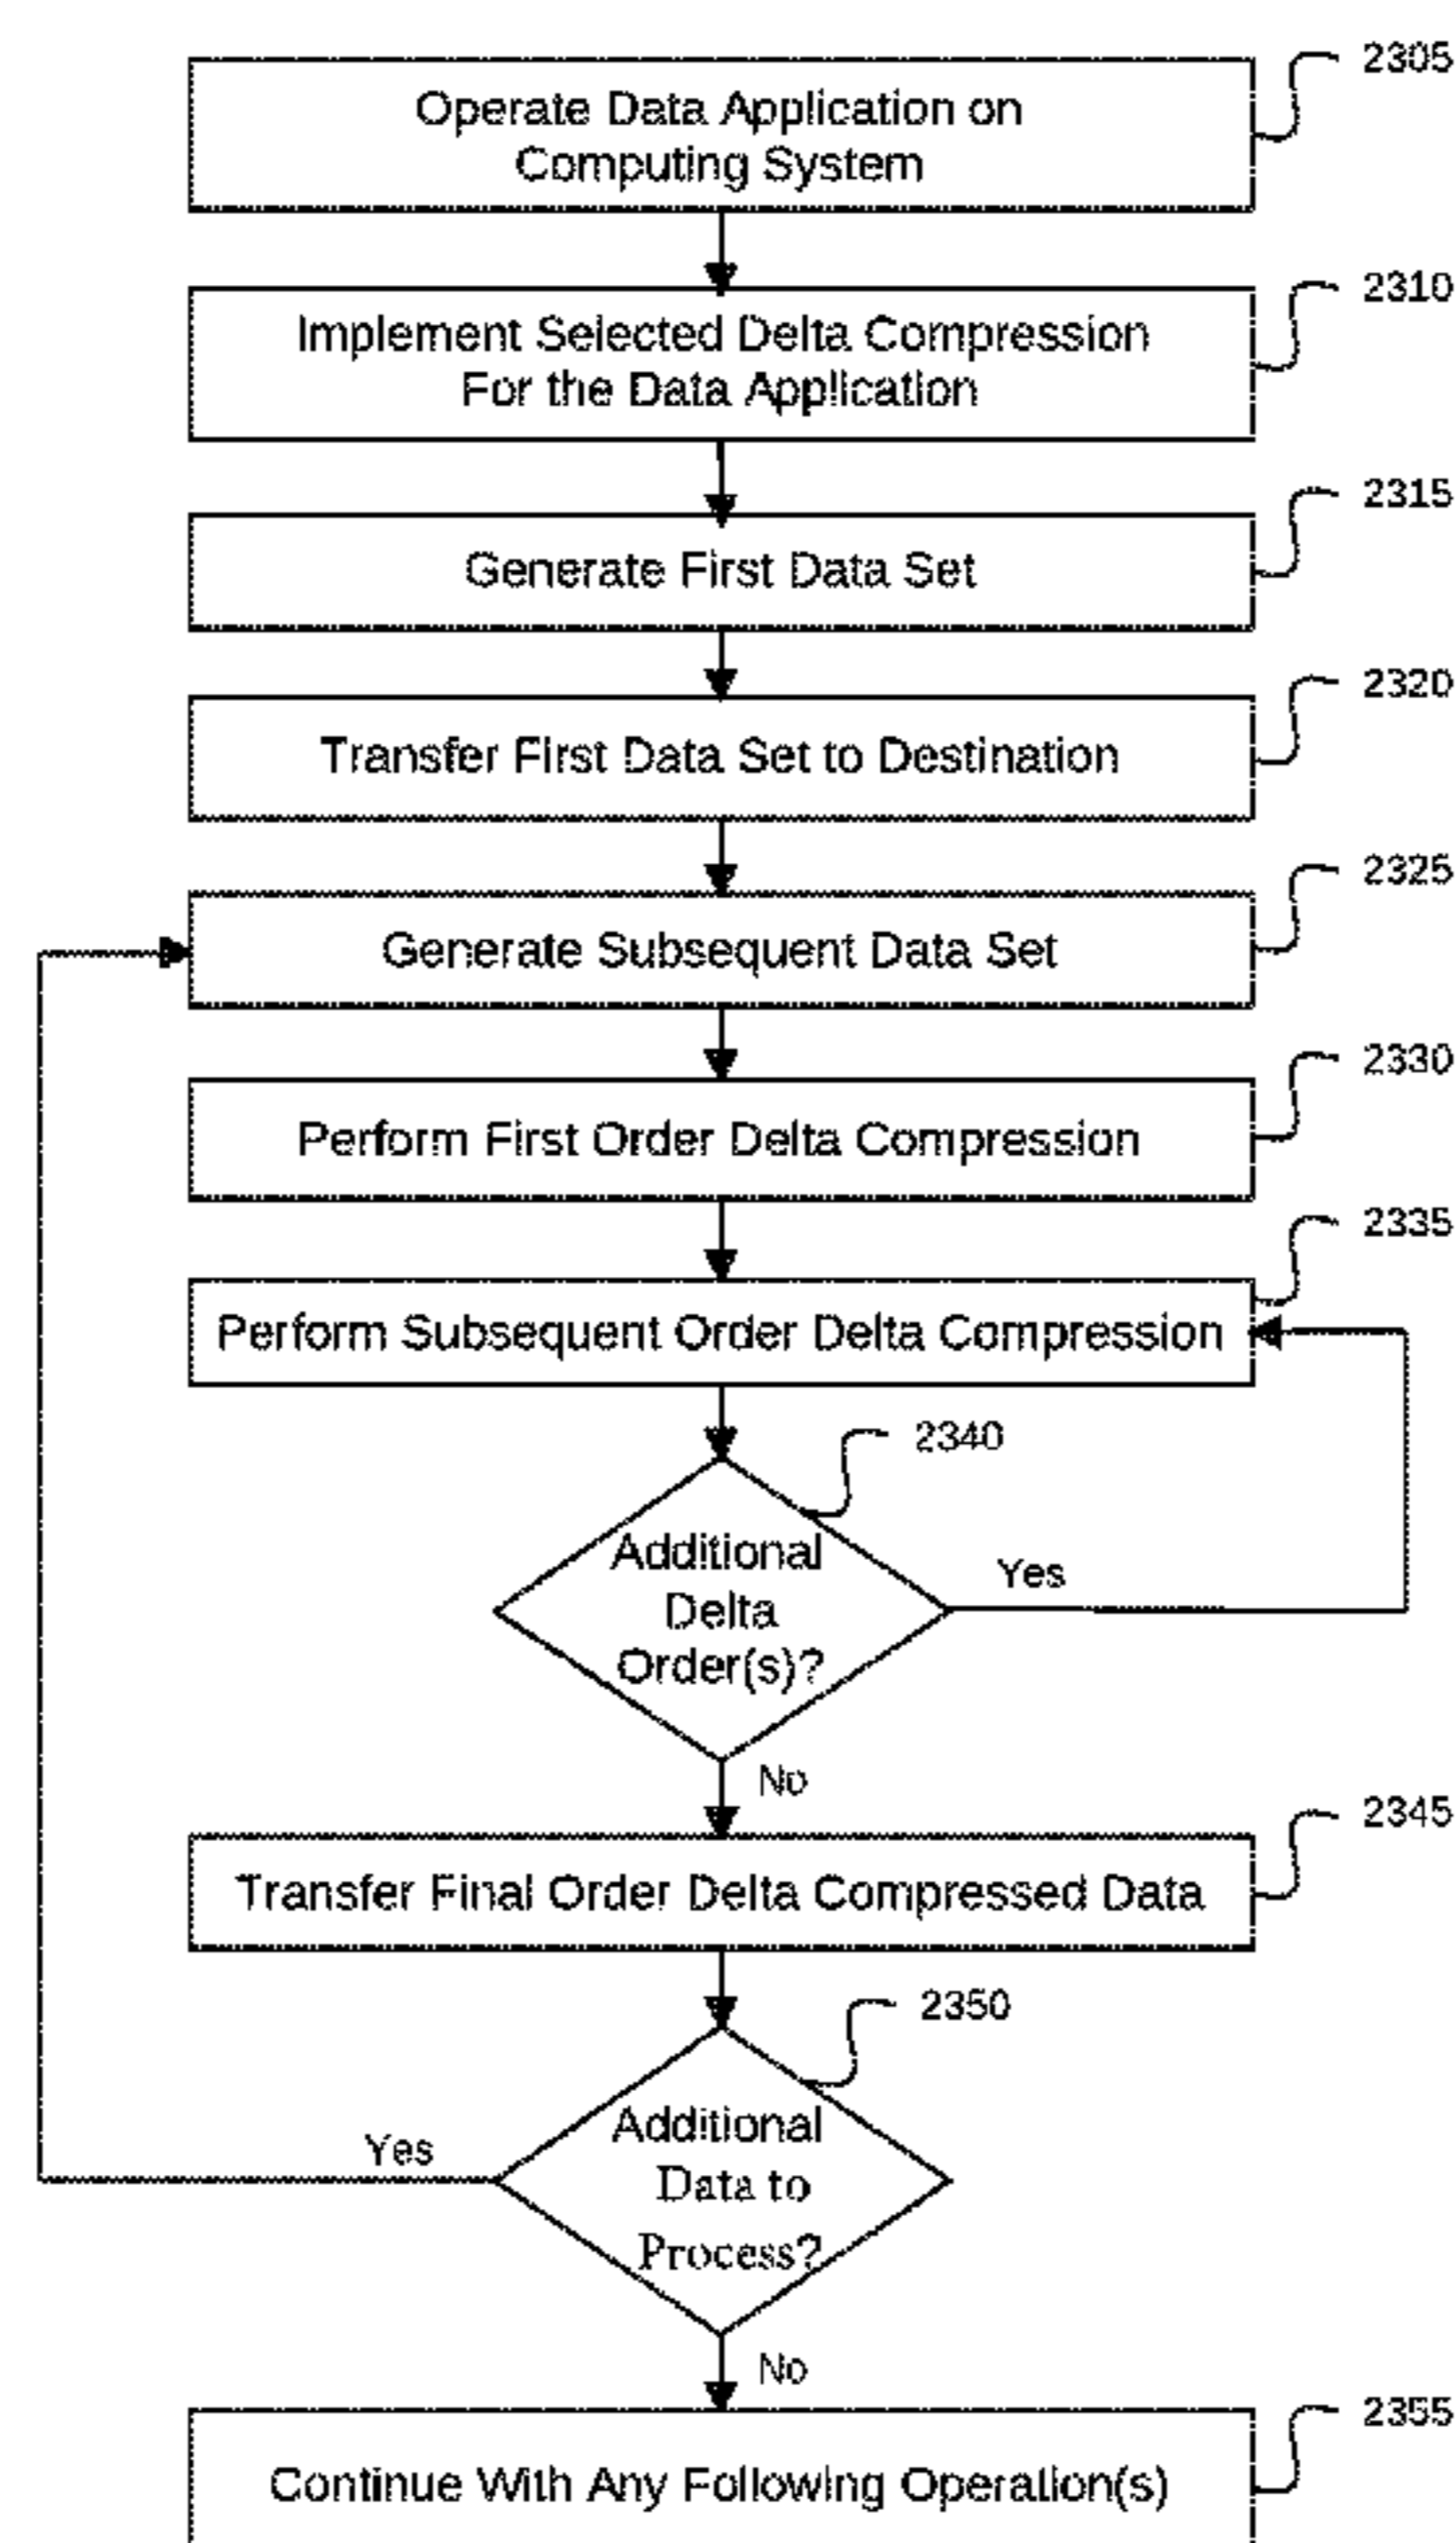 2305
Operate Data Application on
Computing System
2310
Implement Selected Delta Compression
For the Data Application
2315
Generate First Data Set
2320
Transfer First Data Set to Destination
2325
Generate Subsequent Data Set
2330
Perform First Order Delta Compression
2335
Perform Subsequent Order Delta Compression
2340
Additional
Delta
Order(s)?
Yes
No
2345
Transfer Final Order Delta Compressed Data
2350
Additional
Data to
Process?
Yes
No
2355
Continue With Any Following Operation(s)